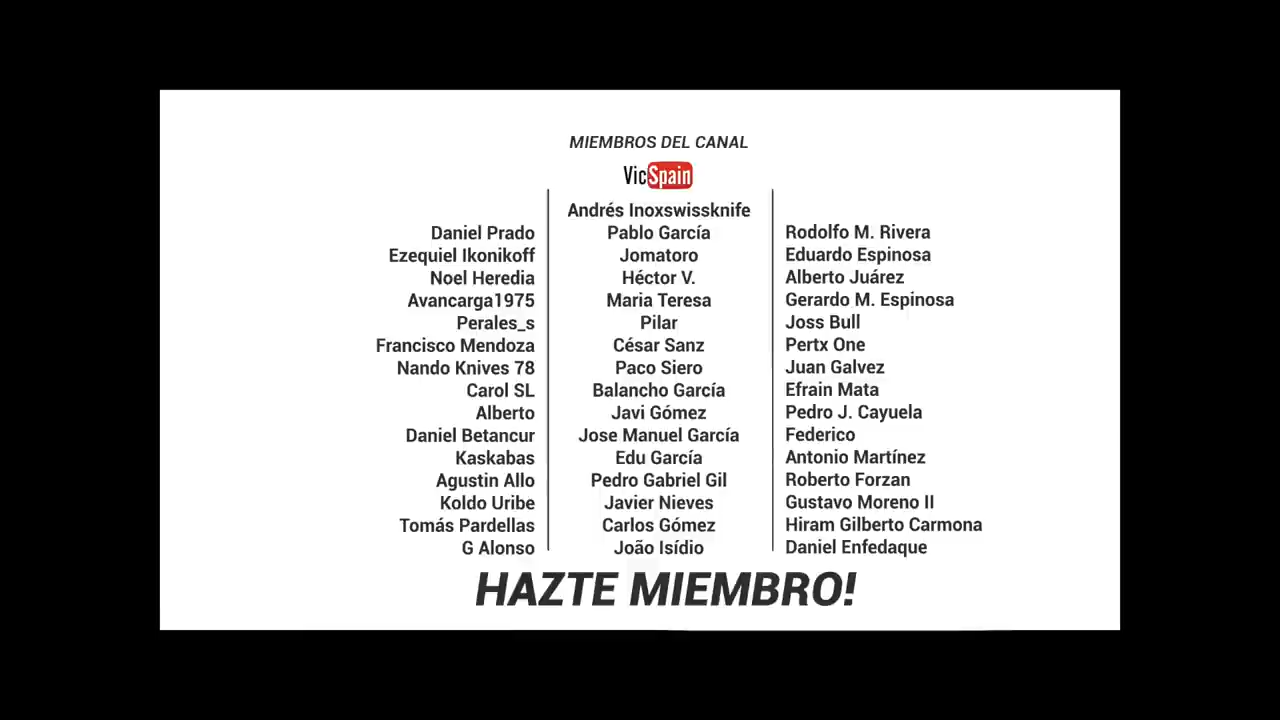 MIEMBROS DEL CANAL
VicSpain
Daniel Prado
Ezequiel Ikonikoff
Noel Heredia
Avancarga1975
Perales_s
Francisco Mendoza
Nando Knives 78
Carol SL
Alberto
Daniel Betancur
Kaskabas
Agustin Allo
Koldo Uribe
Tomás Pardellas
G Alonso
Andrés Inoxswissknife
Pablo García
Jomatoro
Héctor V.
Maria Teresa
Pilar
César Sanz
Paco Siero
Balancho García
Javi Gómez
Jose Manuel García
Edu García
Pedro Gabriel Gil
Javier Nieves
Carlos Gómez
João Isídio
Rodolfo M. Rivera
Eduardo Espinosa
Alberto Juárez
Gerardo M. Espinosa
Joss Bull
Pertx One
Juan Galvez
Efrain Mata
Pedro J. Cayuela
Federico
Antonio Martínez
Roberto Forzan
Gustavo Moreno II
Hiram Gilberto Carmona
Daniel Enfedaque
HAZTE MIEMBRO!